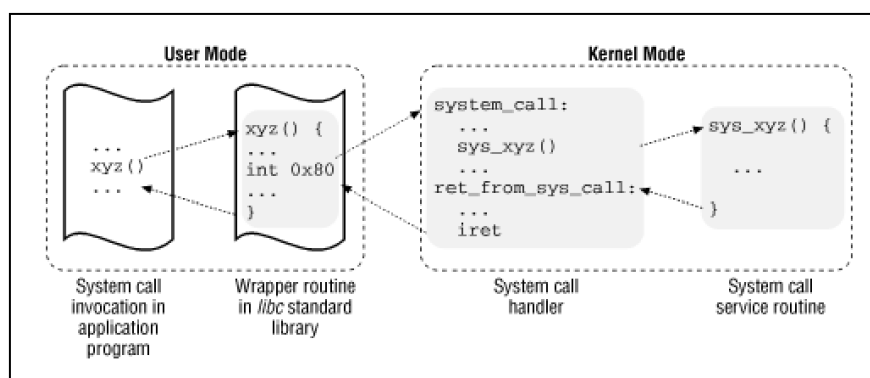 User Mode
Kernel Mode
...
xyz()
...
xyz() {
...
int 0x80
...
}
system_call:
...
sys_xyz()
...
ret_from_sys_call:
...
iret
sys_xyz() {
...
}
System call
invocation in
application
program
Wrapper routine
in libc standard
library
System call
handler
System call
service routine